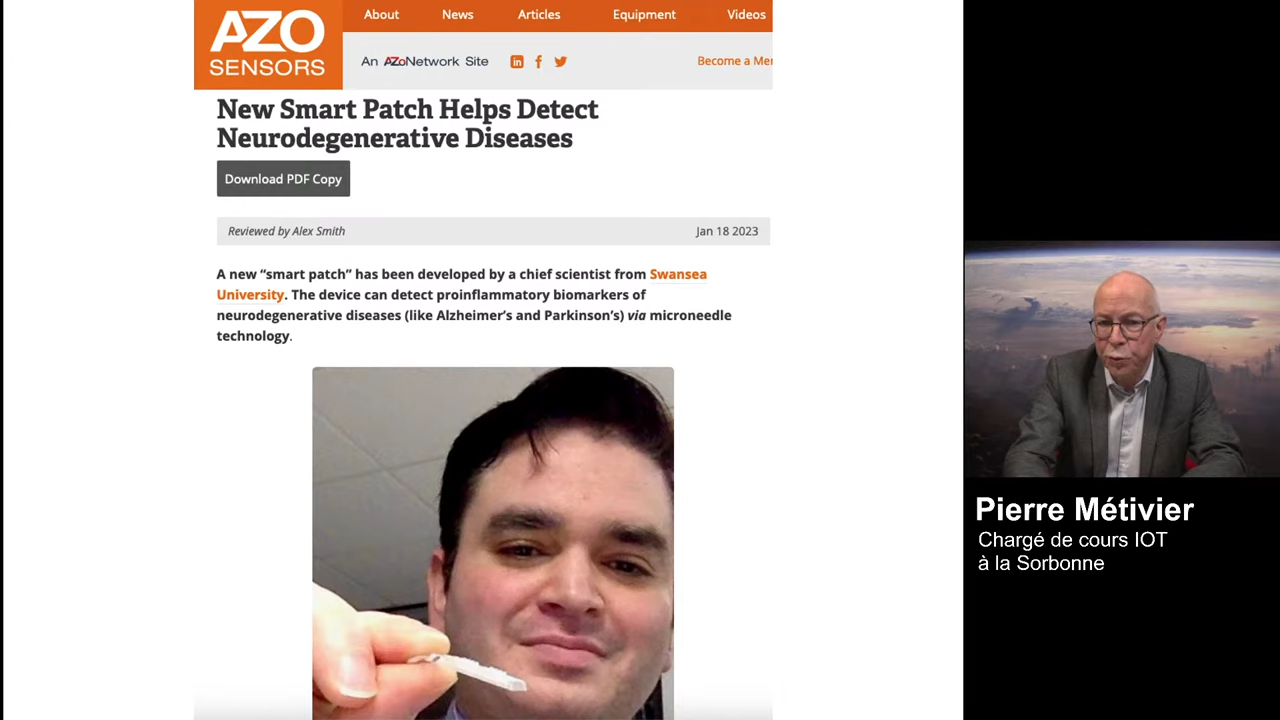 AZO
SENSORS
About
News
Articles
Equipment
Videos
An AZoNetwork Site
Become a Mer
New Smart Patch Helps Detect
Neurodegenerative Diseases
Download PDF Copy
Reviewed by Alex Smith
Jan 18 2023
A new “smart patch” has been developed by a chief scientist from Swansea
University. The device can detect proinflammatory biomarkers of
neurodegenerative diseases (like Alzheimer’s and Parkinson’s) via microneedle
technology.
Pierre Métivier
Chargé de cours IOT
à la Sorbonne